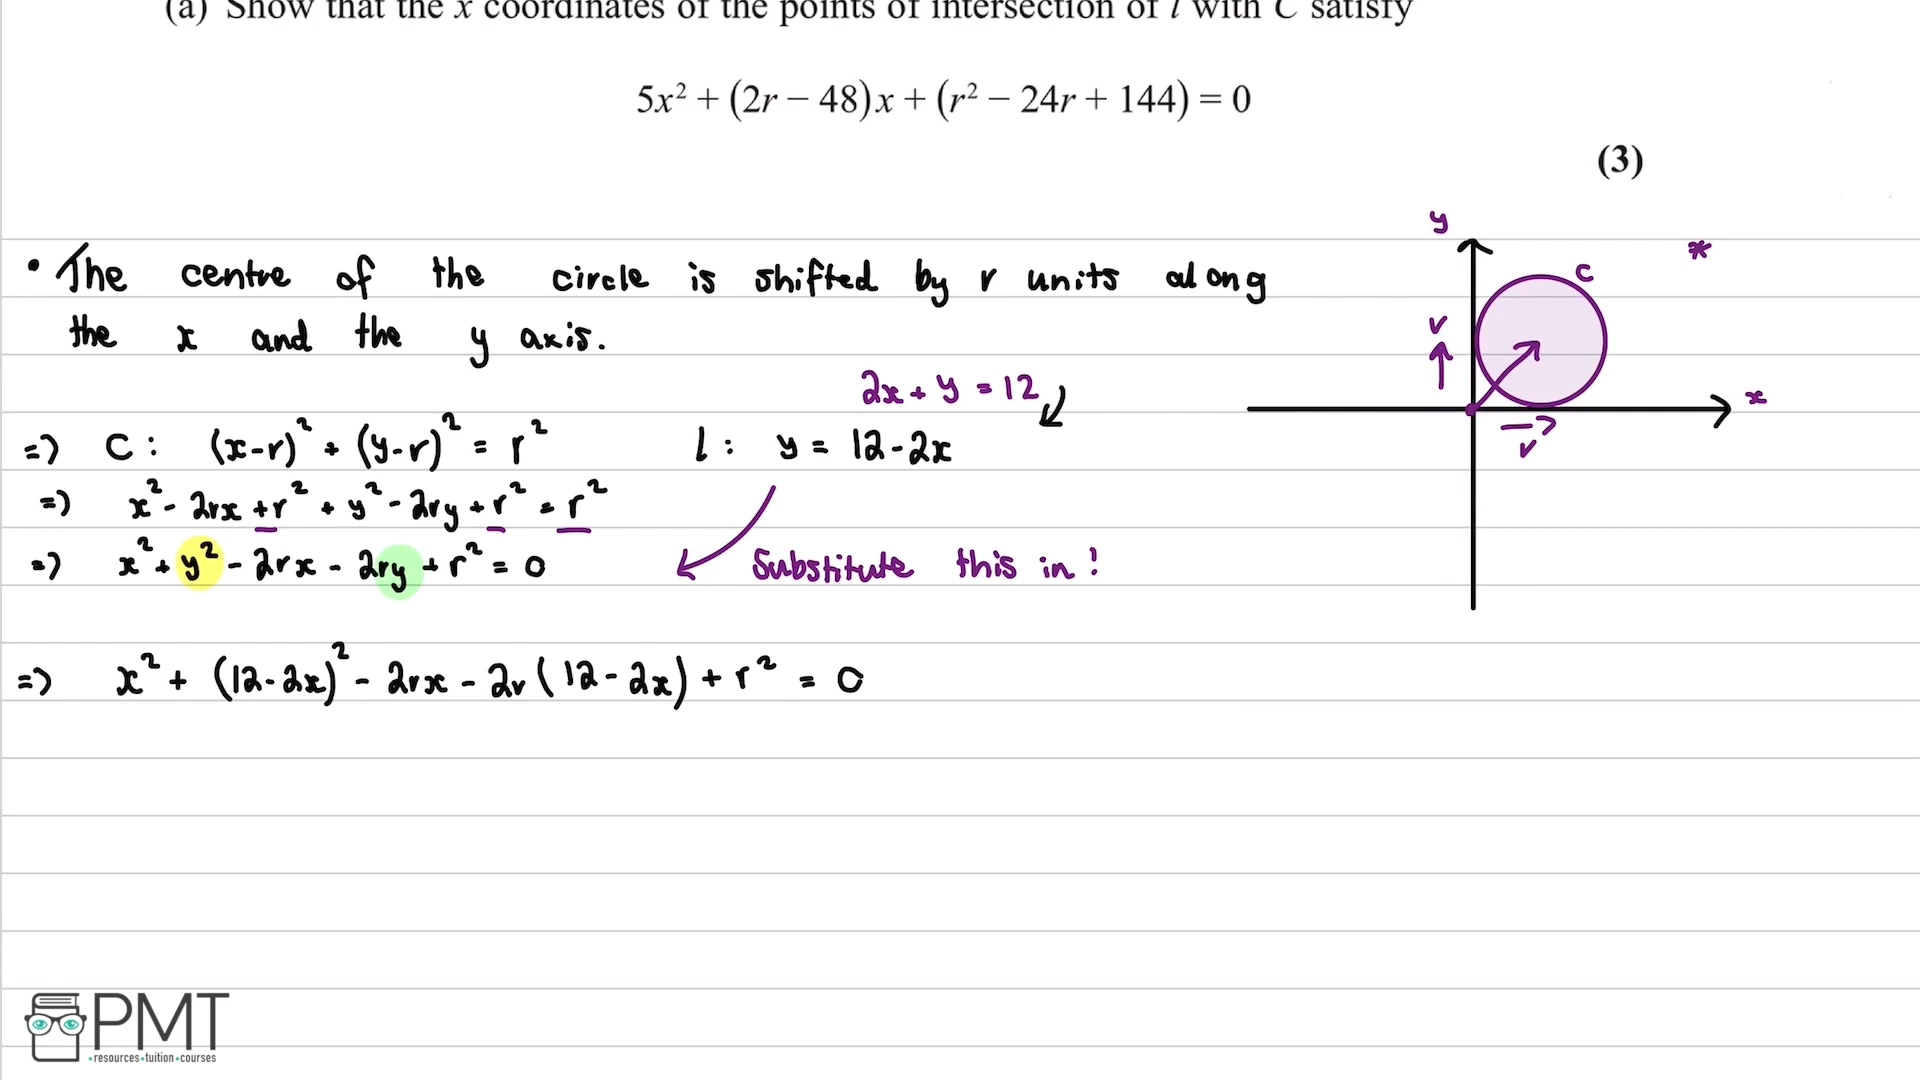 (a) Show that the x coordinates of the points of intersection of l with C satisfy
5x² + (2r − 48)x + (r² − 24r + 144) = 0
(3)
• The centre of the circle is shifted by r units along
the x and the y axis.
y
*
C
r
x
r
2x + y = 12
=> C : (x-r)² + (y-r)² = r² l : y = 12-2x
=> x² - 2rx + r² + y² - 2ry + r² = r²
=> x² + y² - 2rx - 2ry + r² = 0 Substitute this in!
=> x² + (12-2x)² - 2rx - 2r(12-2x) + r² = 0
PMT
•resources•tuition•courses